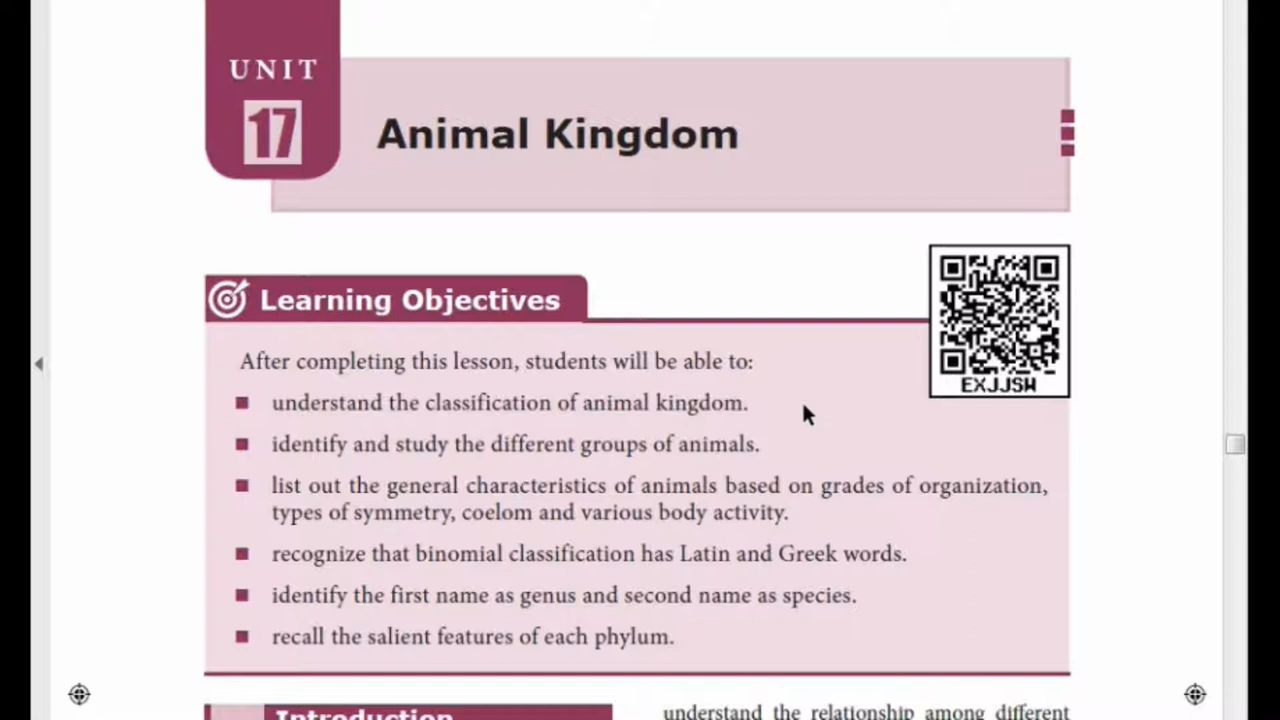 UNIT
17
Animal Kingdom
Learning Objectives
EXJJSW
After completing this lesson, students will be able to:
understand the classification of animal kingdom.
identify and study the different groups of animals.
list out the general characteristics of animals based on grades of organization,
types of symmetry, coelom and various body activity.
recognize that binomial classification has Latin and Greek words.
identify the first name as genus and second name as species.
recall the salient features of each phylum.
Introduction
understand the relationship among different